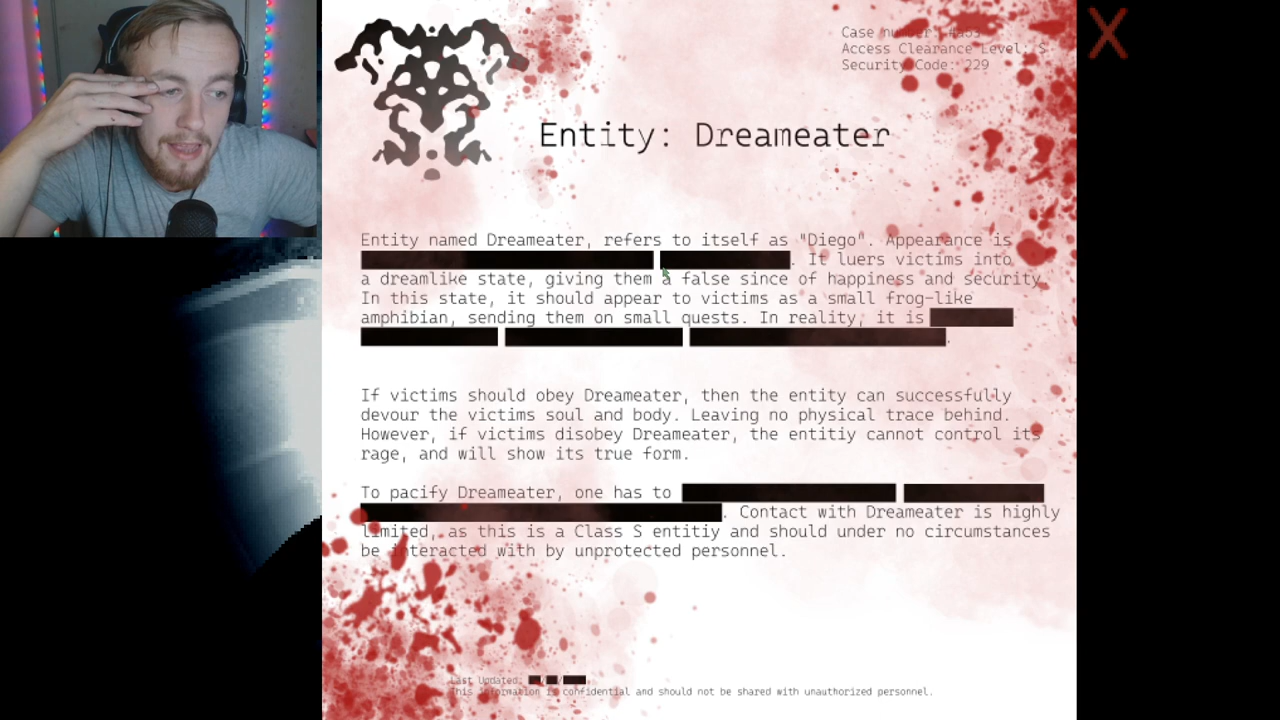 Case number: #a53
Access Clearance Level: S
Security Code: 229
Entity: Dreameater
Entity named Dreameater, refers to itself as "Diego". Appearance is
. It luers victims into
a dreamlike state, giving them a false since of happiness and security.
In this state, it should appear to victims as a small frog-like
amphibian, sending them on small quests. In reality, it is
.
If victims should obey Dreameater, then the entity can successfully
devour the victims soul and body. Leaving no physical trace behind.
However, if victims disobey Dreameater, the entitiy cannot control its
rage, and will show its true form.
To pacify Dreameater, one has to
. Contact with Dreameater is highly
limited, as this is a Class S entitiy and should under no circumstances
be interacted with by unprotected personnel.
Last Updated:
This information is confidential and should not be shared with unauthorized personnel.
X